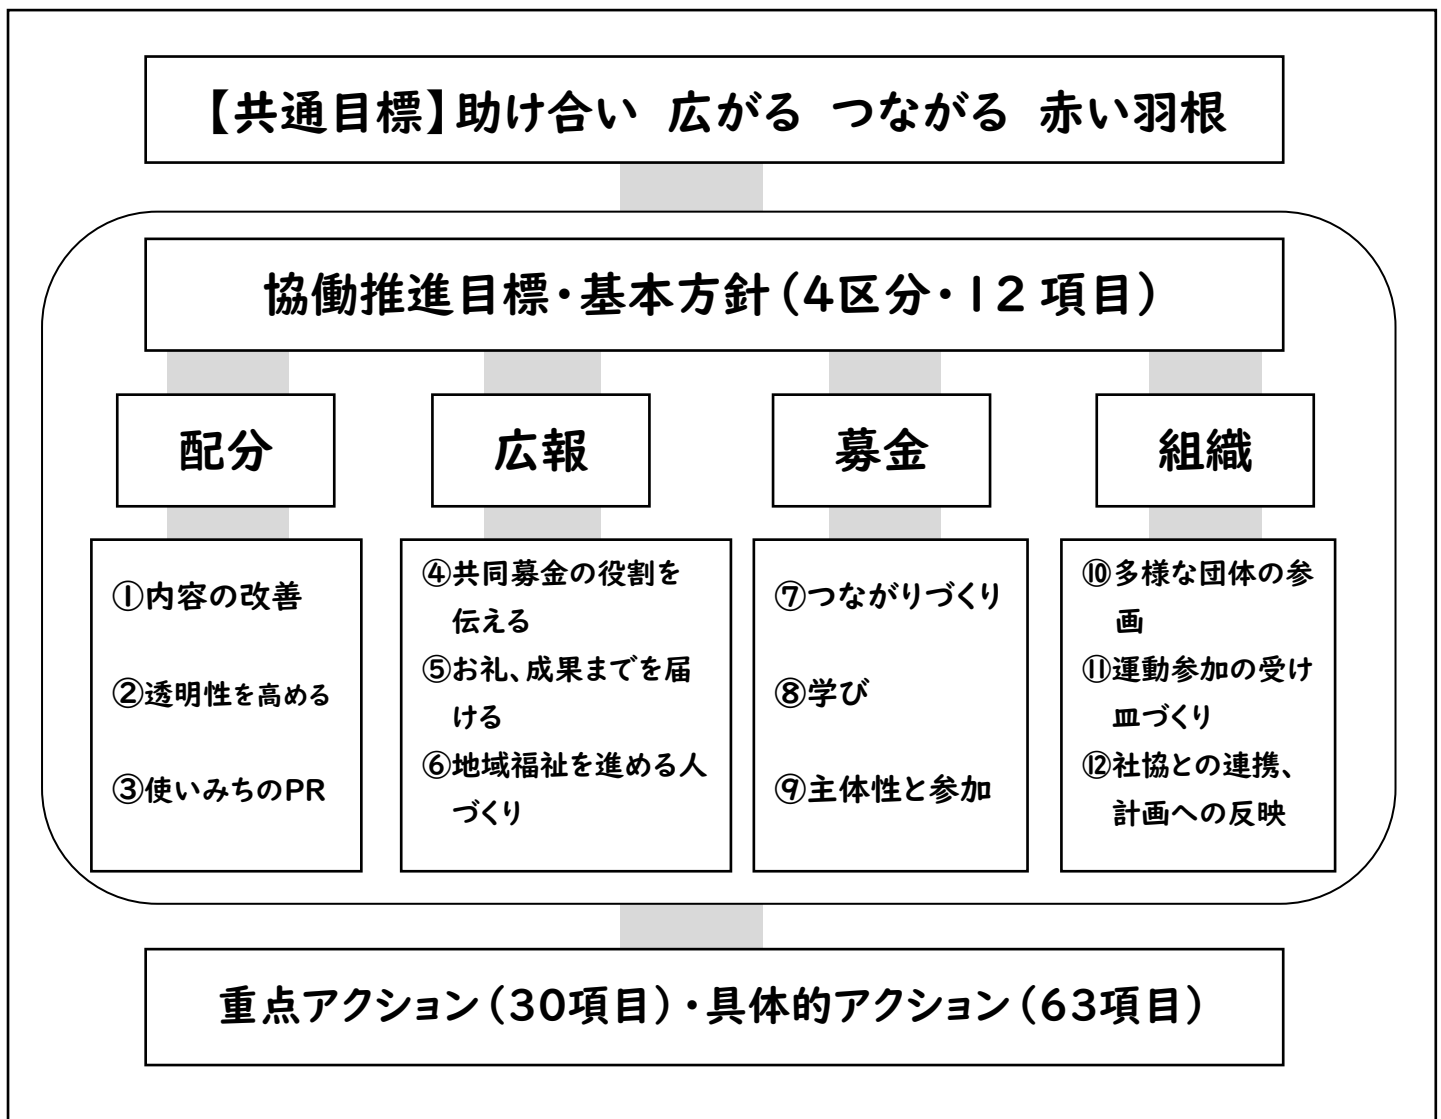 【共通目標】助け合い 広がる つながる 赤い羽根
協働推進目標・基本方針(4区分・12項目)
配分
広報
募金
組織
①内容の改善
②透明性を高める
③使いみちのPR
④共同募金の役割を
伝える
⑤お礼、成果までを届
ける
⑥地域福祉を進める人
づくり
⑦つながりづくり
⑧学び
⑨主体性と参加
⑩多様な団体の参
画
⑪運動参加の受け
皿づくり
⑫社協との連携、
計画への反映
重点アクション(30項目)・具体的アクション(63項目)